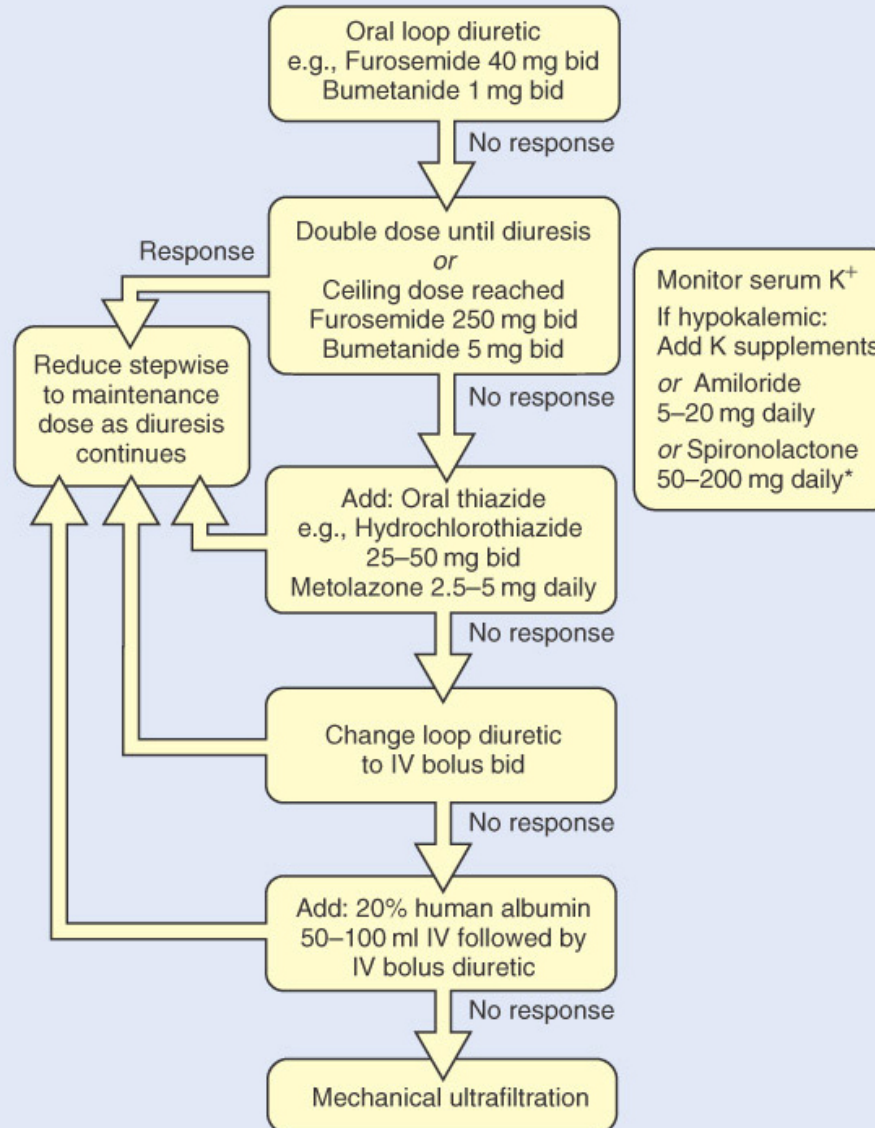 Oral loop diuretic
e.g., Furosemide 40 mg bid
Bumetanide 1 mg bid
No response
Double dose until diuresis
or
Ceiling dose reached
Furosemide 250 mg bid
Bumetanide 5 mg bid
Response
Reduce stepwise
to maintenance
dose as diuresis
continues
Monitor serum K⁺
If hypokalemic:
Add K supplements
or Amiloride
5–20 mg daily
or Spironolactone
50–200 mg daily*
No response
Add: Oral thiazide
e.g., Hydrochlorothiazide
25–50 mg bid
Metolazone 2.5–5 mg daily
No response
Change loop diuretic
to IV bolus bid
No response
Add: 20% human albumin
50–100 ml IV followed by
IV bolus diuretic
No response
Mechanical ultrafiltration